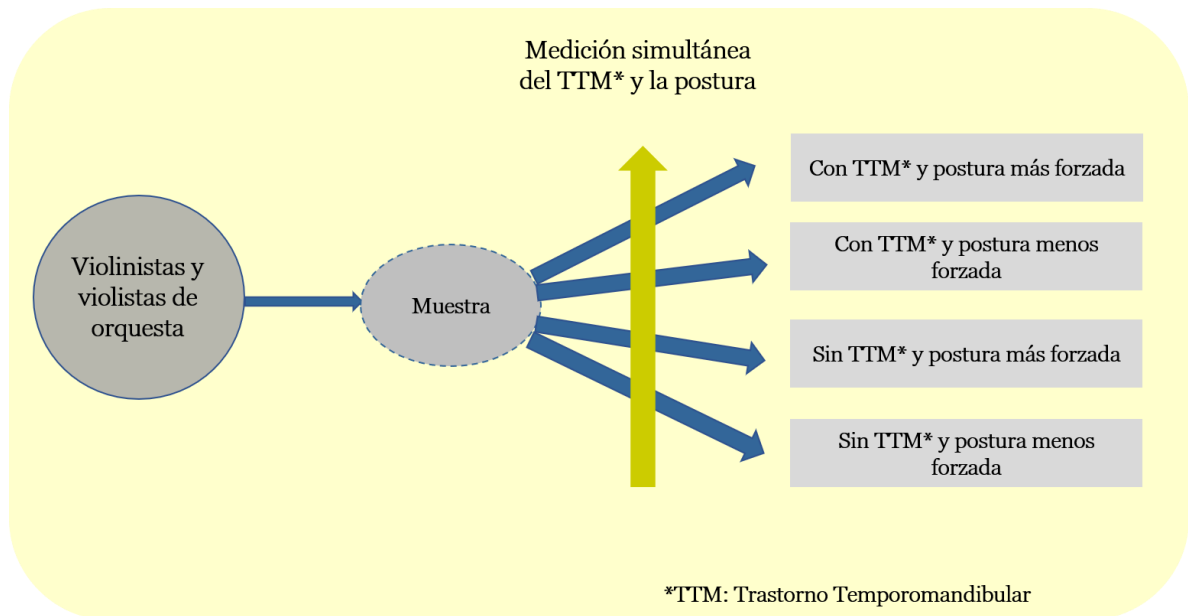 Medición simultánea
del TTM* y la postura
Violinistas y
violistas de
orquesta
Muestra
Con TTM* y postura más forzada
Con TTM* y postura menos
forzada
Sin TTM* y postura más forzada
Sin TTM* y postura menos
forzada
*TTM: Trastorno Temporomandibular